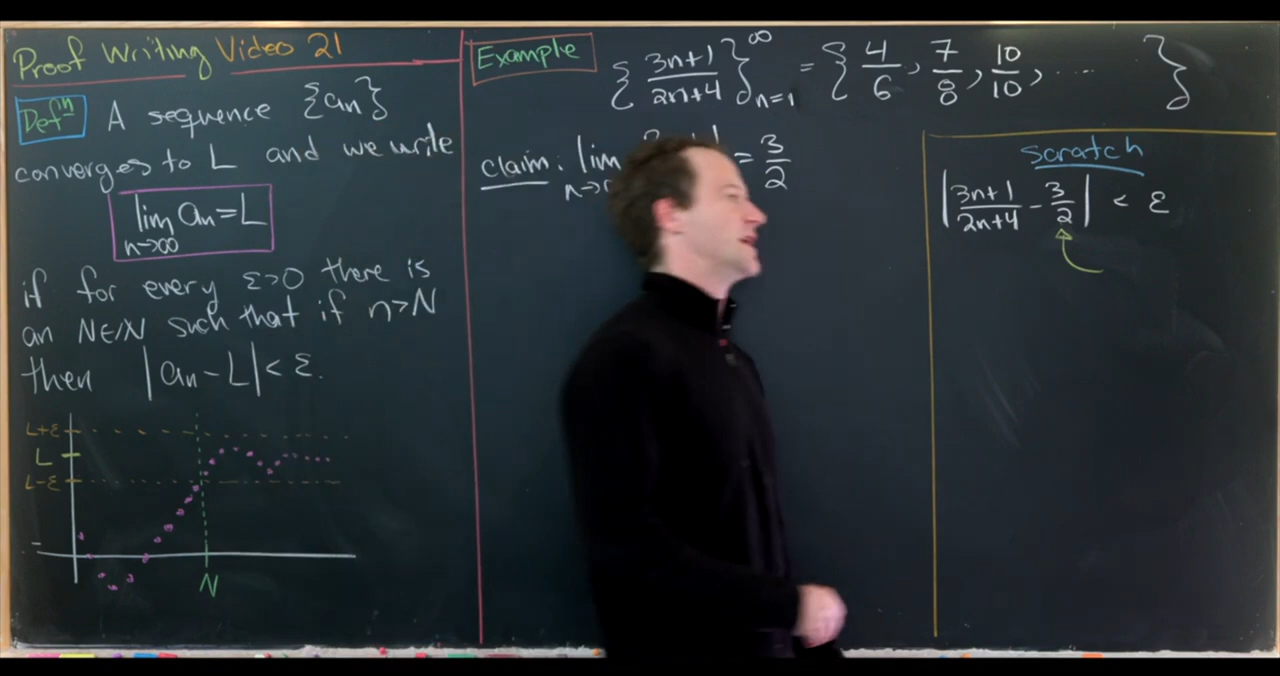 Proof Writing Video 21
Defⁿ A sequence {aₙ}
converges to L and we write
lim aₙ = L
n→∞
if for every ε>0 there is
an N∈ℕ such that if n>N
then |aₙ - L| < ε.
L+ε
L
L-ε
N
Example
{ (3n+1)/(2n+4) }ₙ₌₁^∞ = { 4/6, 7/8, 10/10, .... }
claim: lim = 3/2
scratch
| (3n+1)/(2n+4) - 3/2 | < ε